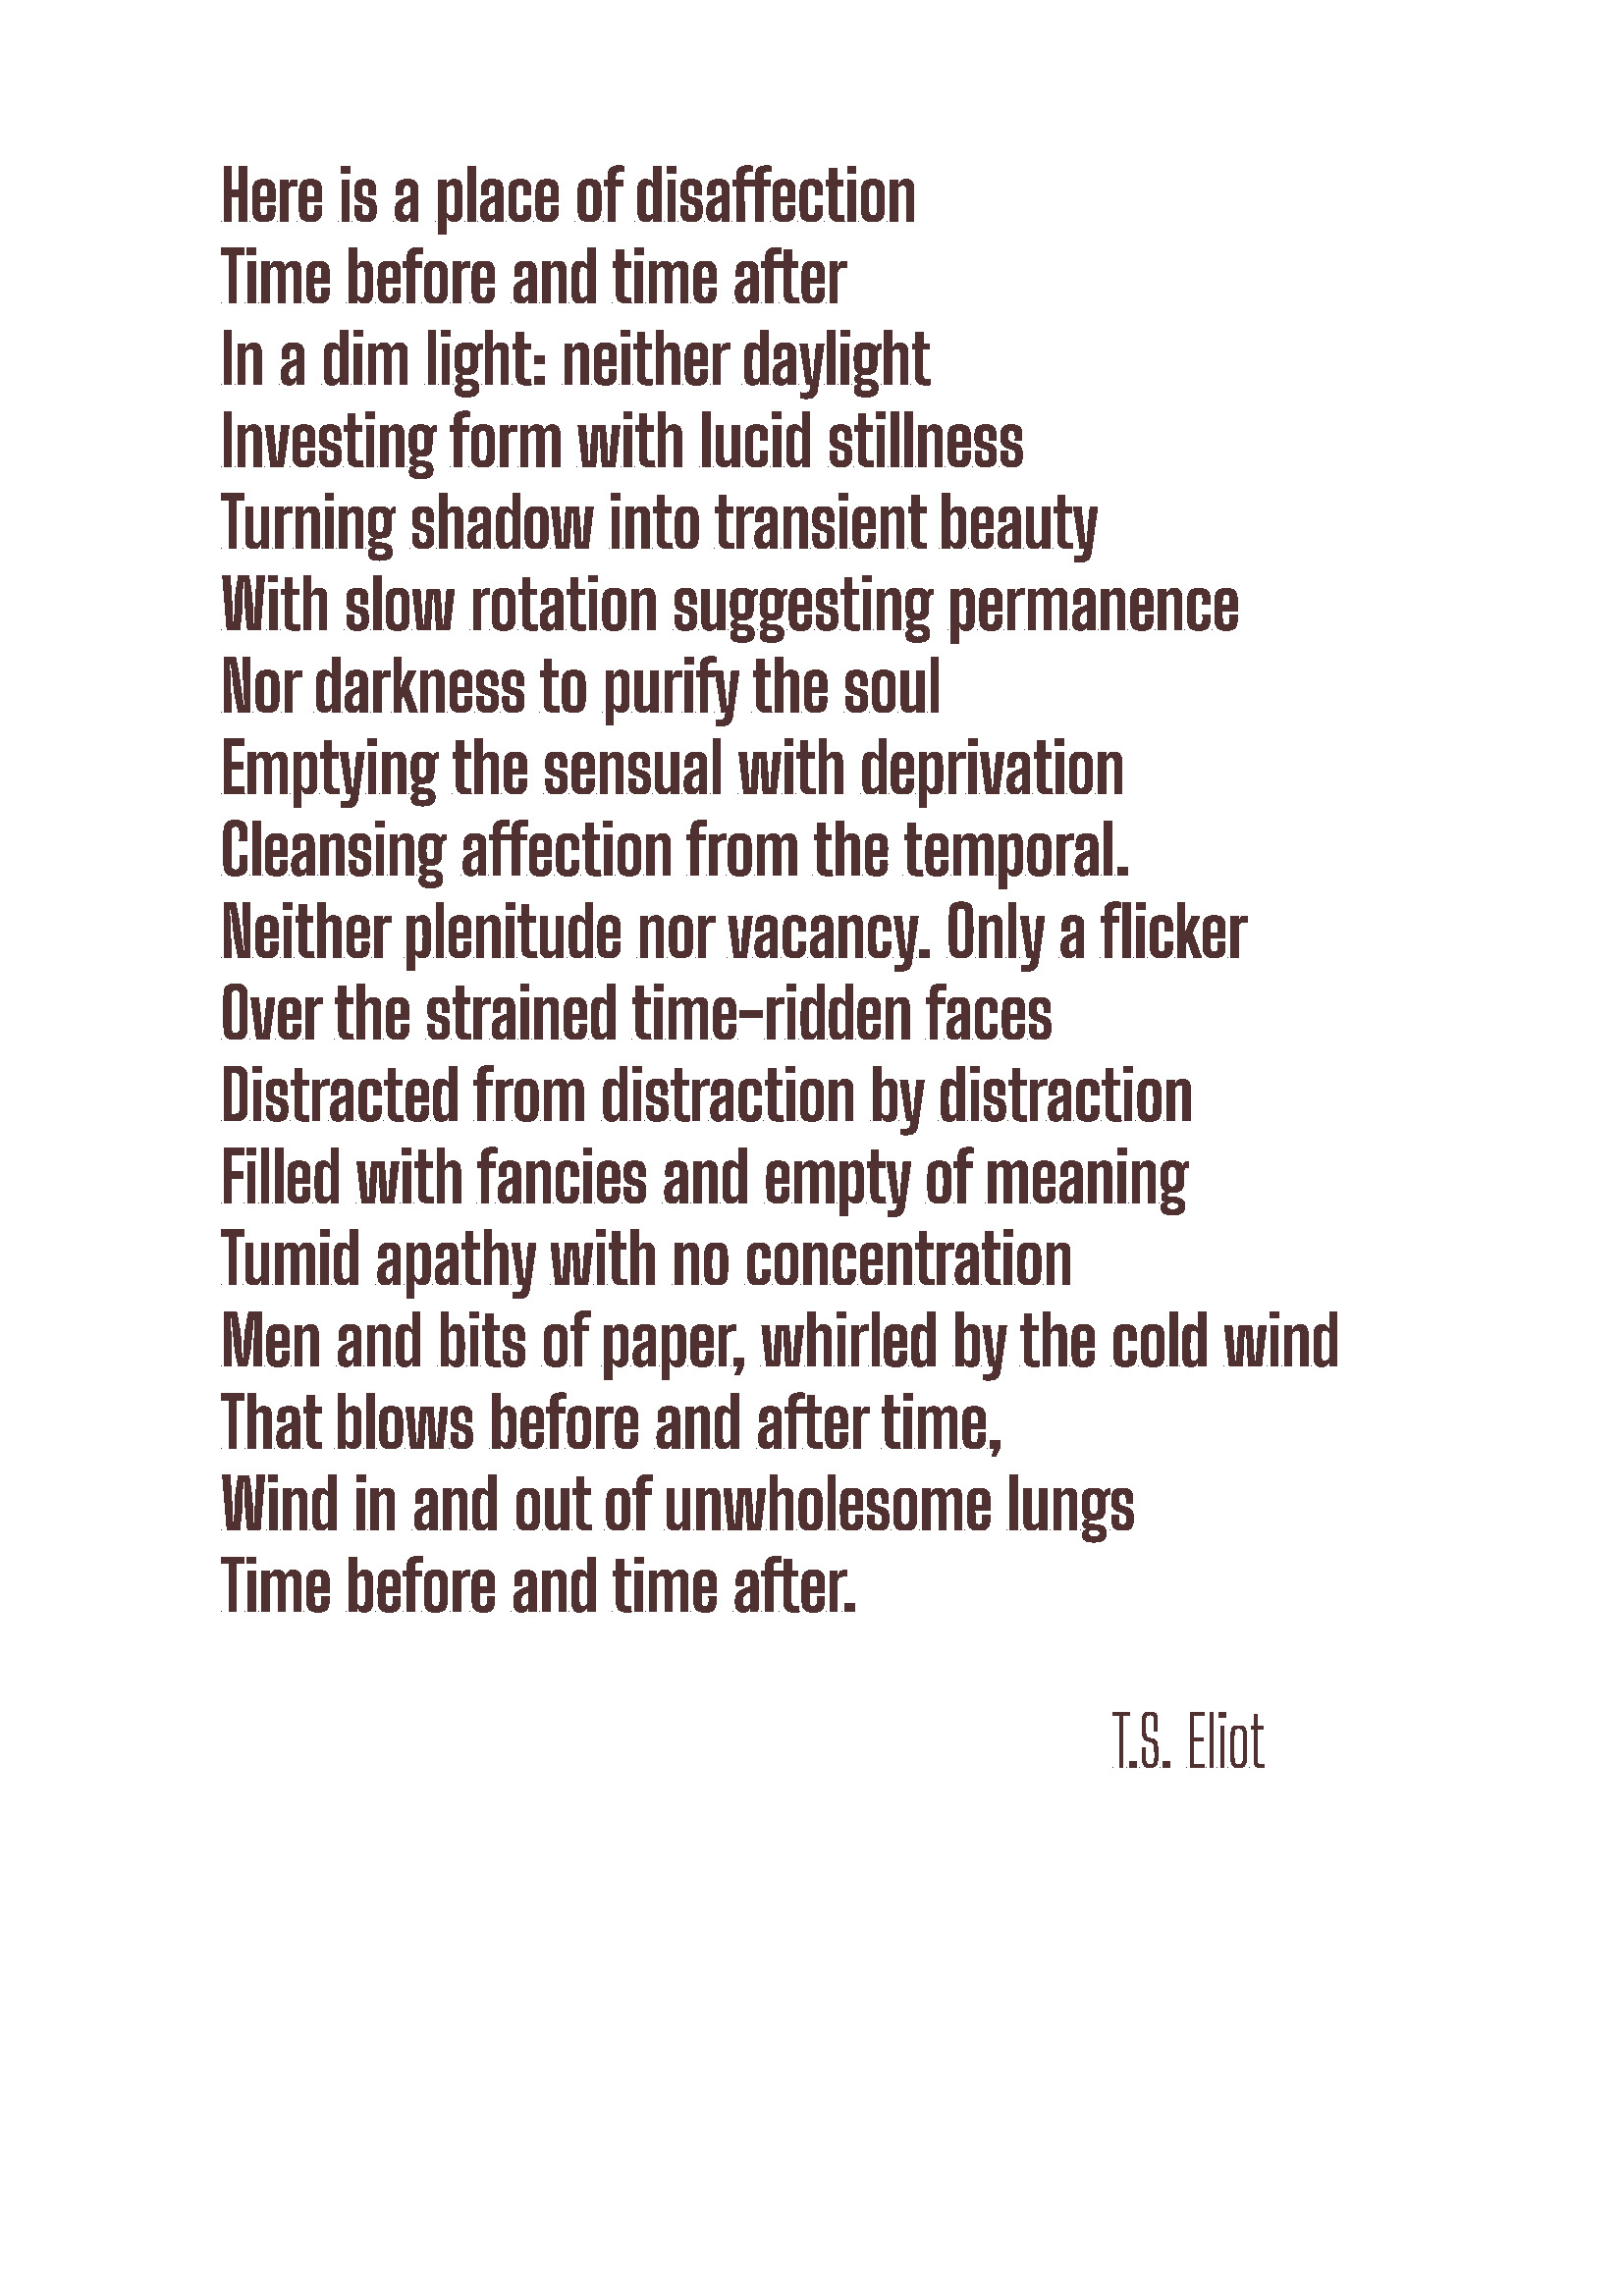 Here is a place of disaffection
Time before and time after
In a dim light: neither daylight
Investing form with lucid stillness
Turning shadow into transient beauty
With slow rotation suggesting permanence
Nor darkness to purify the soul
Emptying the sensual with deprivation
Cleansing affection from the temporal.
Neither plenitude nor vacancy. Only a flicker
Over the strained time-ridden faces
Distracted from distraction by distraction
Filled with fancies and empty of meaning
Tumid apathy with no concentration
Men and bits of paper, whirled by the cold wind
That blows before and after time,
Wind in and out of unwholesome lungs
Time before and time after.
T.S. Eliot